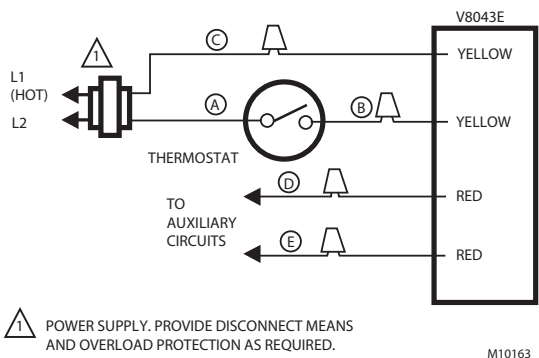 V8043E
C
1
YELLOW
L1
(HOT)
A
B
L2
YELLOW
THERMOSTAT
D
TO
AUXILIARY
CIRCUITS
RED
E
RED
1 POWER SUPPLY. PROVIDE DISCONNECT MEANS
AND OVERLOAD PROTECTION AS REQUIRED.
M10163